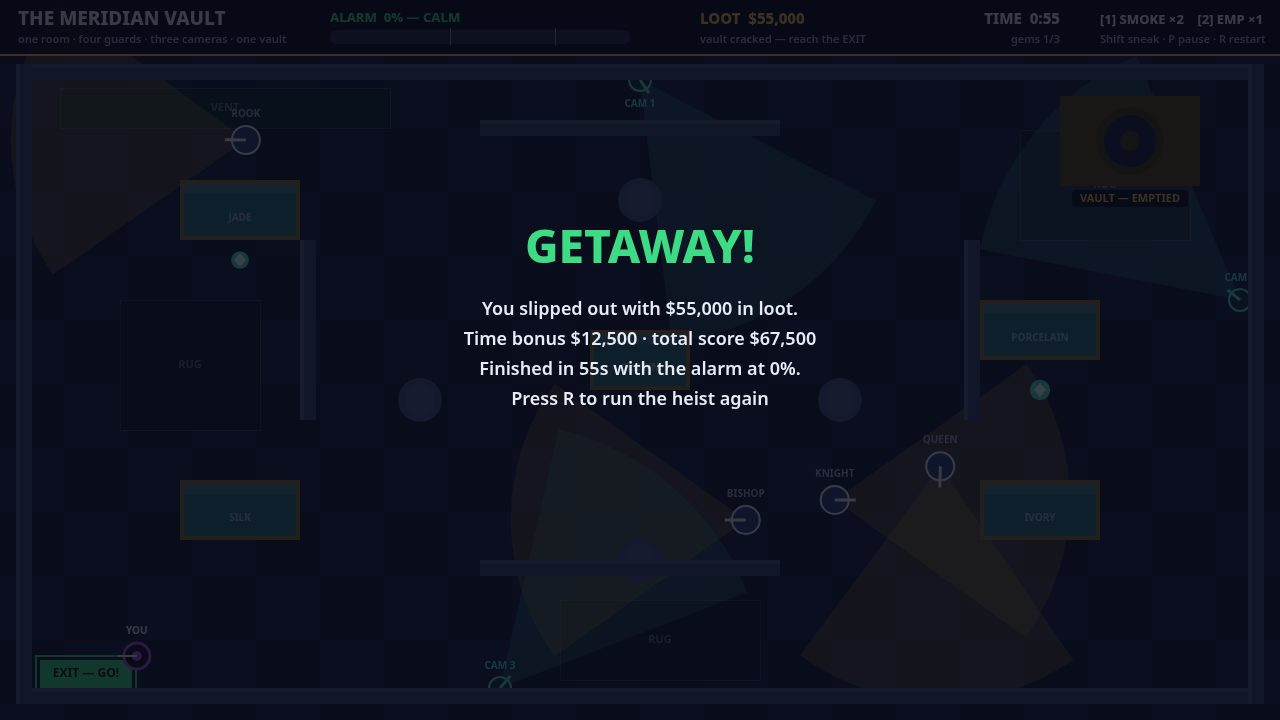 THE MERIDIAN VAULT
one room · four guards · three cameras · one vault
ALARM 0% — CALM
LOOT $55,000
vault cracked — reach the EXIT
TIME 0:55
gems 1/3
[1] SMOKE ×2 [2] EMP ×1
Shift sneak · P pause · R restart
VENT
ROOK
CAM 1
JADE
VAULT — EMPTIED
GETAWAY!
You slipped out with $55,000 in loot.
Time bonus $12,500 · total score $67,500
Finished in 55s with the alarm at 0%.
Press R to run the heist again
CAM
PORCELAIN
RUG
QUEEN
KNIGHT
BISHOP
SILK
IVORY
YOU
RUG
CAM 3
EXIT — GO!